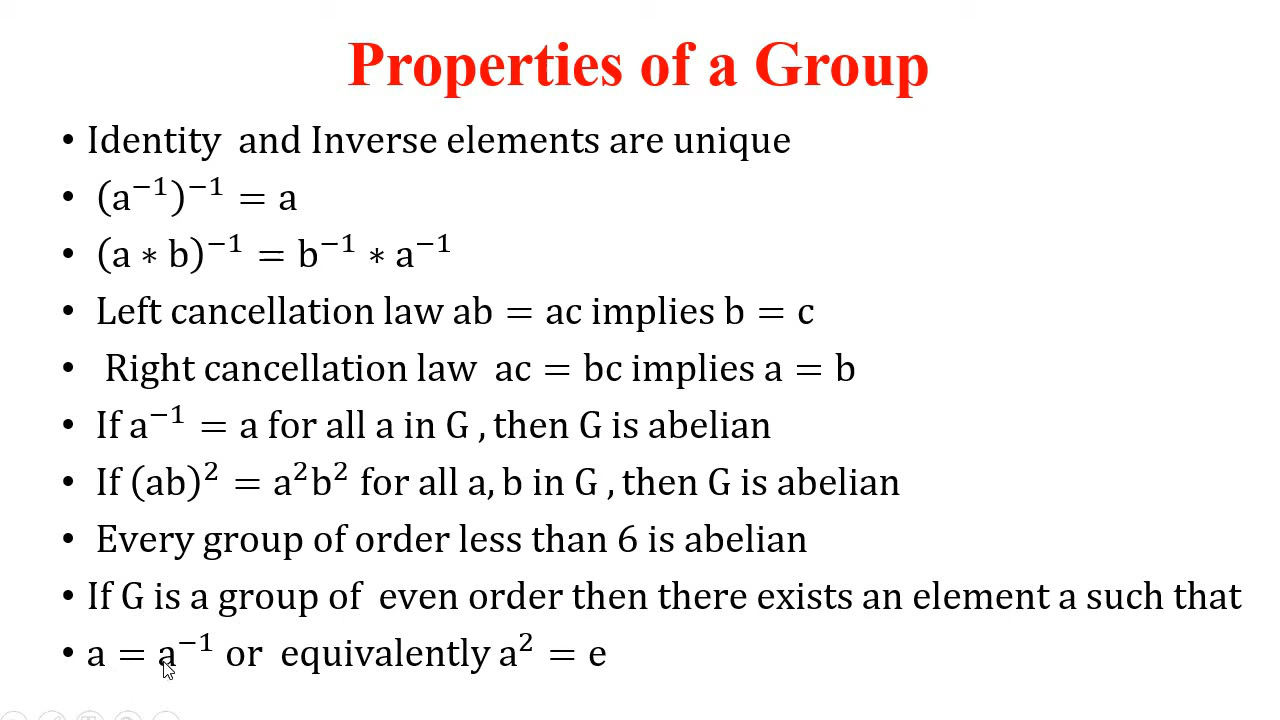 Properties of a Group
• Identity and Inverse elements are unique
• (a⁻¹)⁻¹ = a
• (a ∗ b)⁻¹ = b⁻¹ ∗ a⁻¹
• Left cancellation law ab = ac implies b = c
• Right cancellation law ac = bc implies a = b
• If a⁻¹ = a for all a in G , then G is abelian
• If (ab)² = a²b² for all a, b in G , then G is abelian
• Every group of order less than 6 is abelian
• If G is a group of even order then there exists an element a such that
• a = a⁻¹ or equivalently a² = e